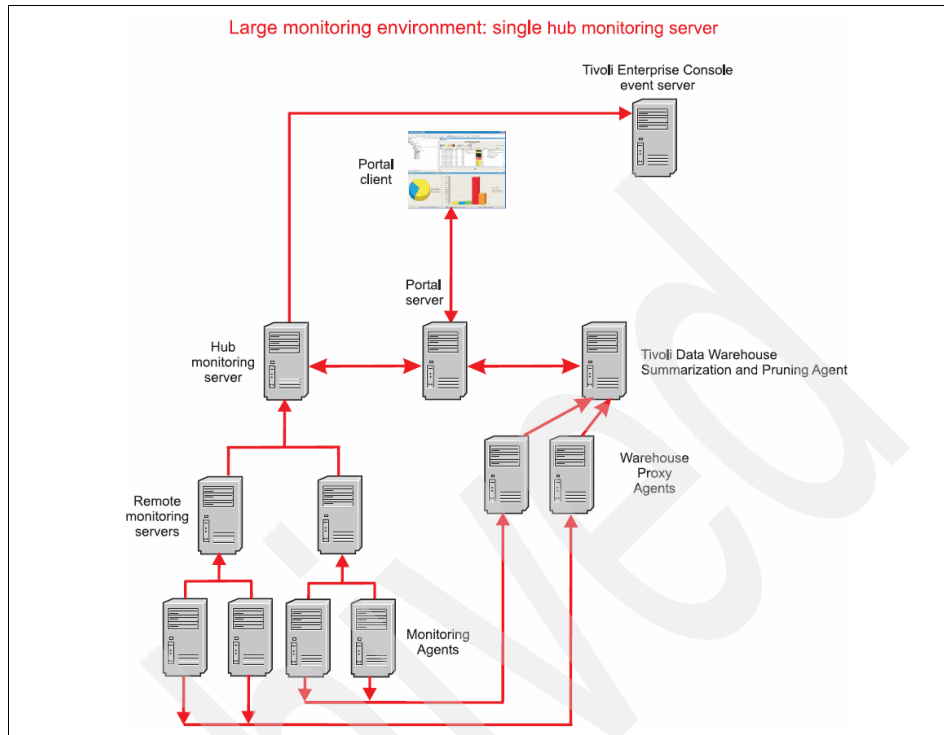 Large monitoring environment: single hub monitoring server
Tivoli Enterprise Console
event server
Portal
client
Portal
server
Hub
monitoring
server
Tivoli Data Warehouse
Summarization and Pruning Agent
Warehouse
Proxy
Agents
Remote
monitoring
servers
Monitoring
Agents
hived